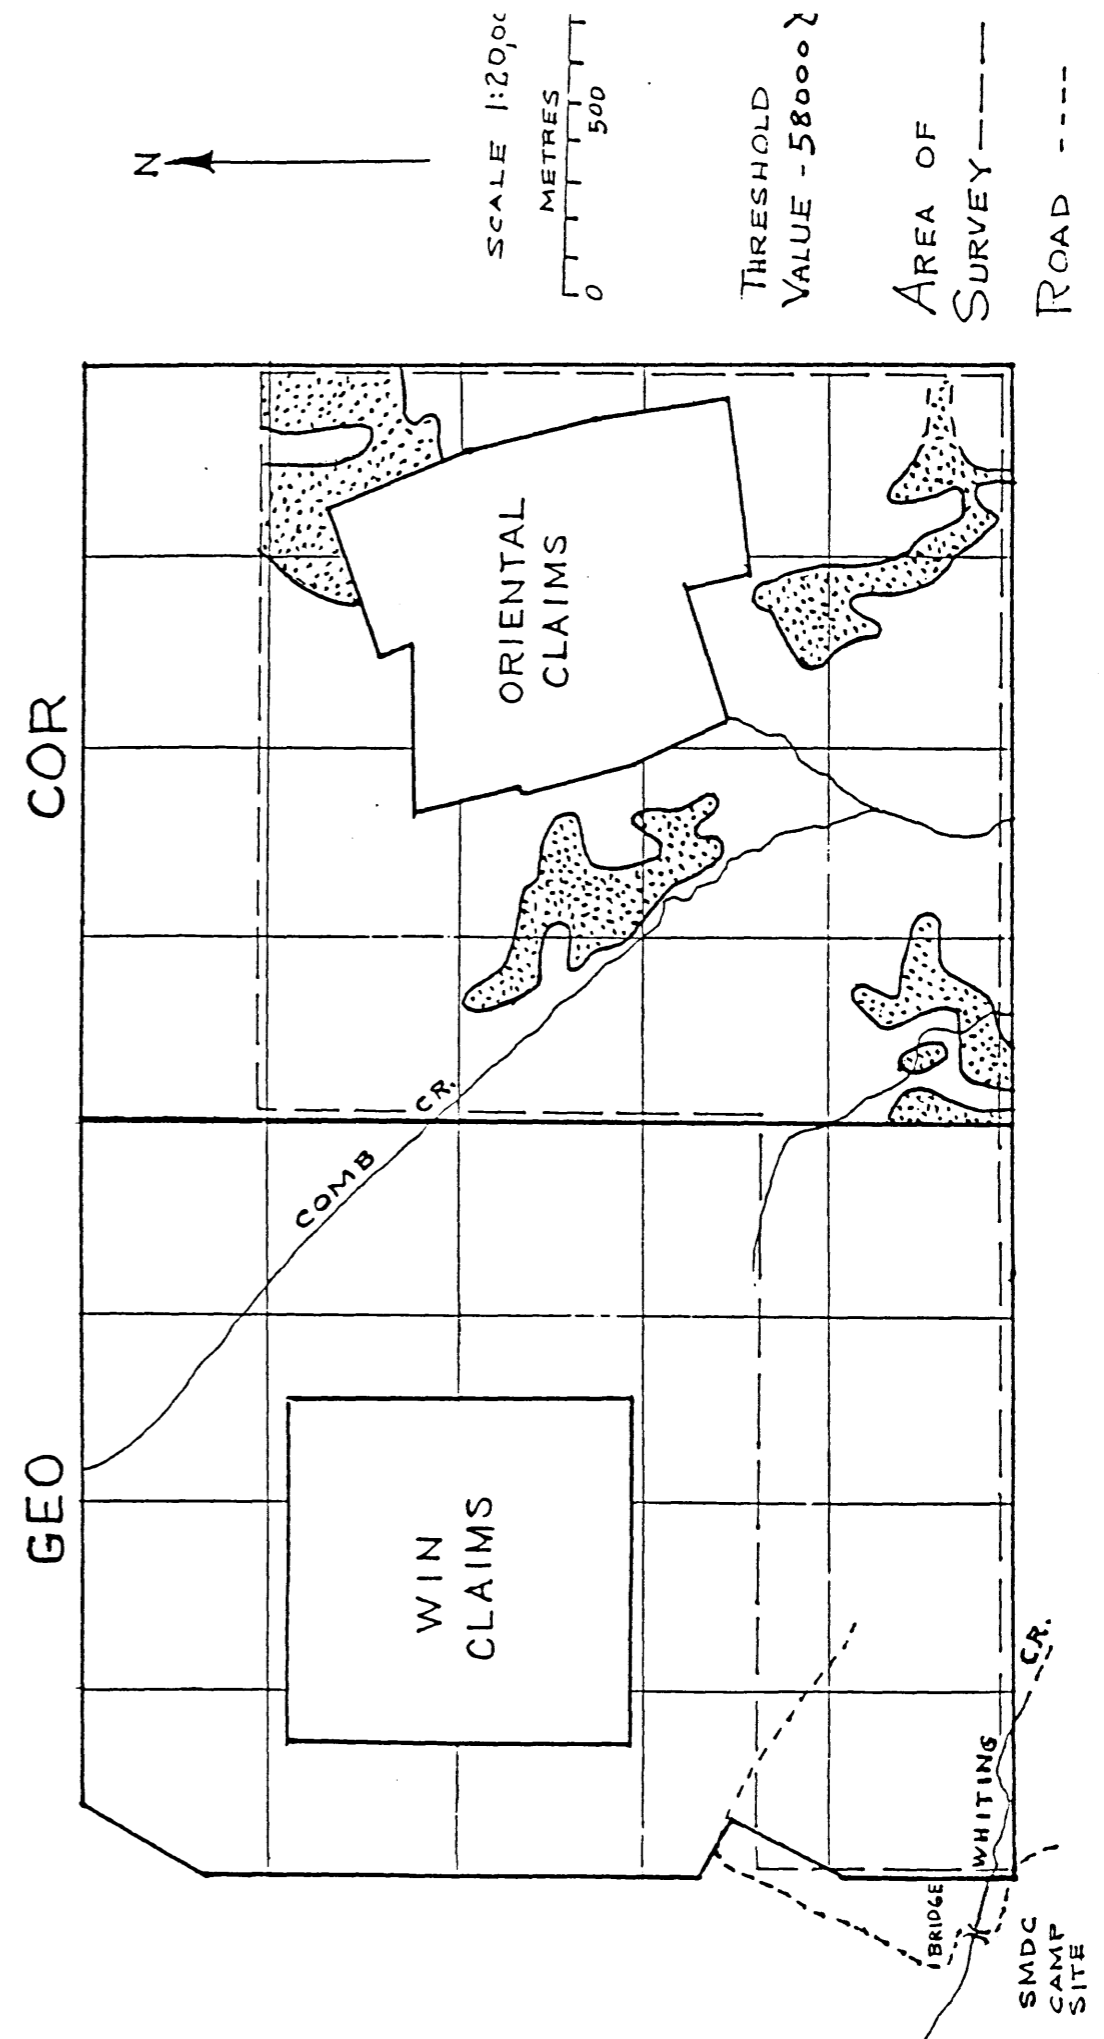 GEO
COR
N
SCALE 1:20,00
METRES
0 500
THRESHOLD
VALUE - 58000 γ
AREA OF
SURVEY
ROAD
WIN
CLAIMS
COMB CR.
ORIENTAL
CLAIMS
WHITING CR.
BRIDGE
SMDC
CAMP
SITE